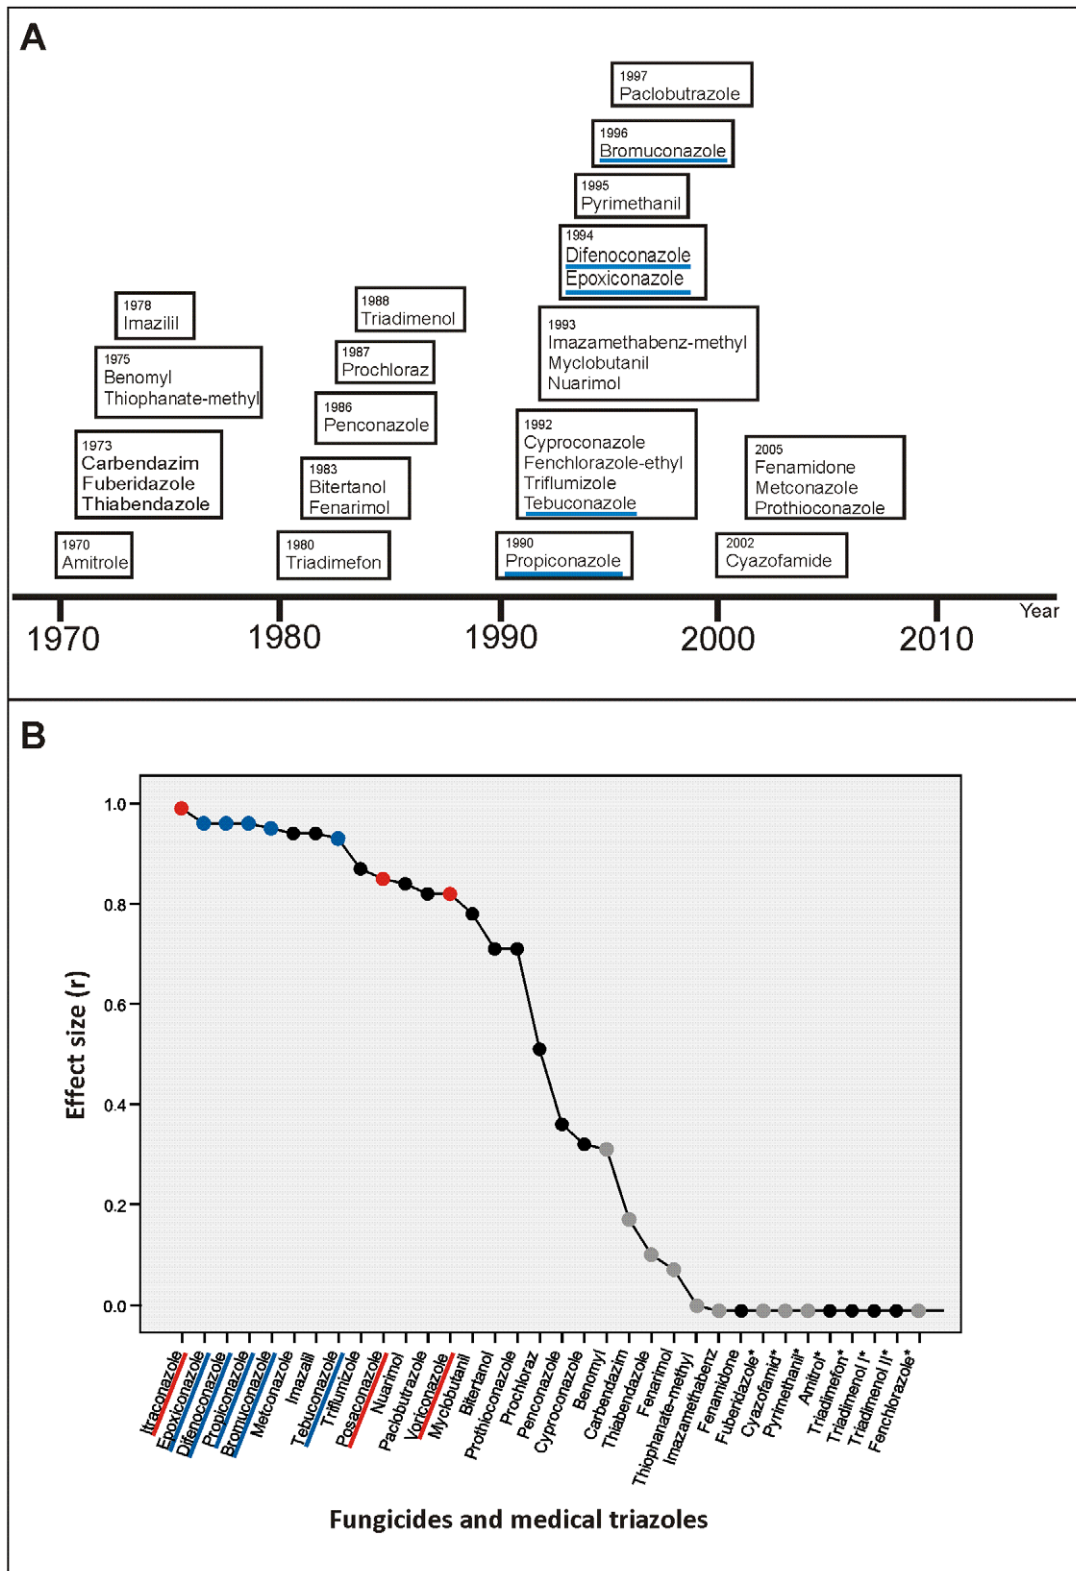 A
1997
Paclobutrazole
1996
Bromuconazole
1995
Pyrimethanil
1994
Difenoconazole
Epoxiconazole
1978
Imazilil
1988
Triadimenol
1993
Imazamethabenz-methyl
Myclobutanil
Nuarimol
1975
Benomyl
Thiophanate-methyl
1987
Prochloraz
1986
Penconazole
1992
Cyproconazole
Fenchlorazole-ethyl
Triflumizole
Tebuconazole
1973
Carbendazim
Fuberidazole
Thiabendazole
1983
Bitertanol
Fenarimol
2005
Fenamidone
Metconazole
Prothioconazole
1970
Amitrole
1980
Triadimefon
1990
Propiconazole
2002
Cyazofamide
Year
1970 1980 1990 2000 2010
B
Effect size (r)
1.0
0.8
0.6
0.4
0.2
0.0
Itraconazole
Epoxiconazole
Difenoconazole
Propiconazole
Bromuconazole
Metconazole
Imazalil
Tebuconazole
Triflumizole
Posaconazole
Nuarimol
Paclobutrazole
Voriconazole
Myclobutanil
Bitertanol
Prothioconazole
Prochloraz
Penconazole
Cyproconazole
Benomyl
Carbendazim
Thiabendazole
Fenarimol
Thiophanate-methyl
Imazamethabenz
Fenamidone
Fuberidazole*
Cyazofamid*
Pyrimethanil*
Amitrol*
Triadimefon*
Triadimenol I*
Triadimenol II*
Fenchlorazole*
Fungicides and medical triazoles